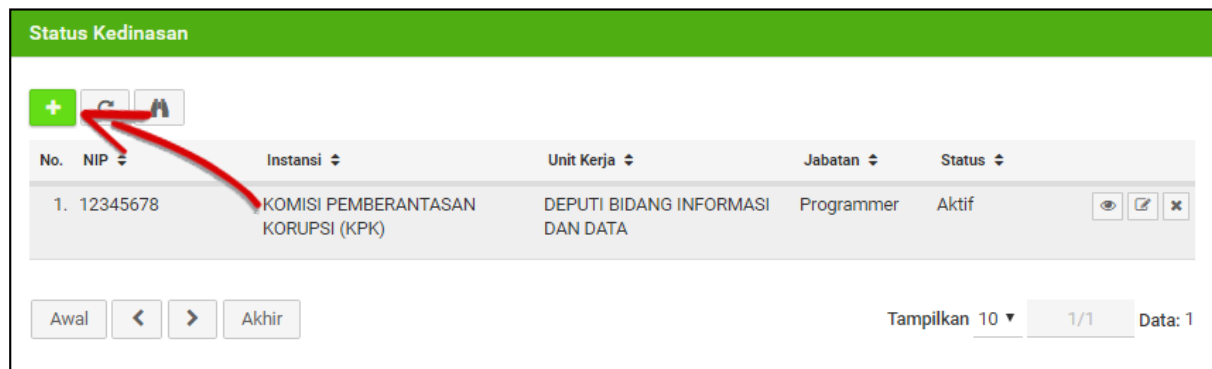 Status Kedinasan
No. NIP Instansi Unit Kerja Jabatan Status
1. 12345678 KOMISI PEMBERANTASAN DEPUTI BIDANG INFORMASI Programmer Aktif
KORUPSI (KPK) DAN DATA
Awal Akhir Tampilkan 10 1/1 Data: 1